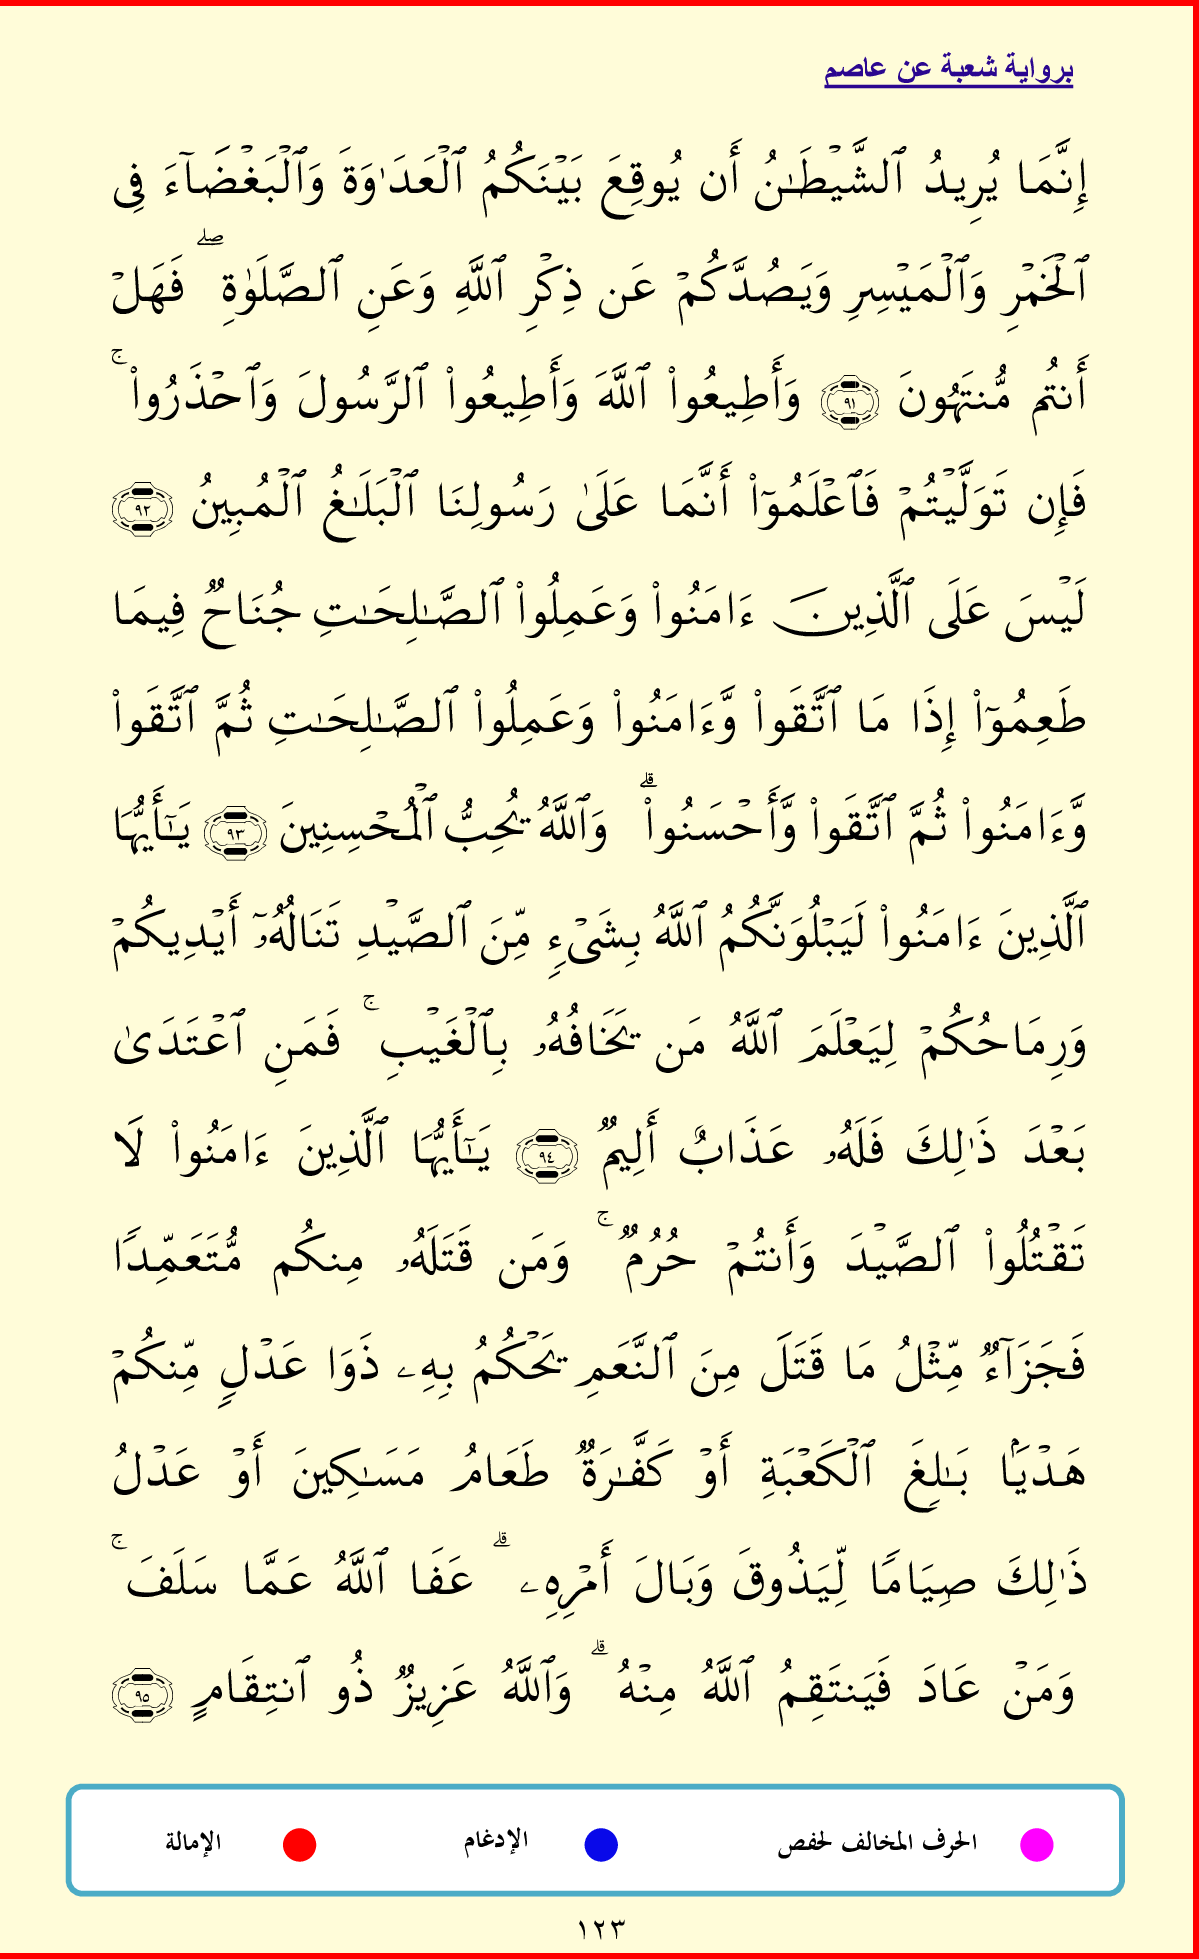 برواية شعبة عن عاصم
إِنَّمَا يُرِيدُ ٱلشَّيْطَـٰنُ أَن يُوقِعَ بَيْنَكُمُ ٱلْعَدَٰوَةَ وَٱلْبَغْضَآءَ فِى
ٱلْخَمْرِ وَٱلْمَيْسِرِ وَيَصُدَّكُمْ عَن ذِكْرِ ٱللَّهِ وَعَنِ ٱلصَّلَوٰةِ ۖ فَهَلْ
أَنتُم مُّنتَهُونَ ٩١ وَأَطِيعُوا۟ ٱللَّهَ وَأَطِيعُوا۟ ٱلرَّسُولَ وَٱحْذَرُوا۟ ۚ
فَإِن تَوَلَّيْتُمْ فَٱعْلَمُوٓا۟ أَنَّمَا عَلَىٰ رَسُولِنَا ٱلْبَلَـٰغُ ٱلْمُبِينُ ٩٢
لَيْسَ عَلَى ٱلَّذِينَ ءَامَنُوا۟ وَعَمِلُوا۟ ٱلصَّـٰلِحَـٰتِ جُنَاحٌ فِيمَا
طَعِمُوٓا۟ إِذَا مَا ٱتَّقَوا۟ وَّءَامَنُوا۟ وَعَمِلُوا۟ ٱلصَّـٰلِحَـٰتِ ثُمَّ ٱتَّقَوا۟
وَّءَامَنُوا۟ ثُمَّ ٱتَّقَوا۟ وَّأَحْسَنُوا۟ ۗ وَٱللَّهُ يُحِبُّ ٱلْمُحْسِنِينَ ٩٣ يَـٰٓأَيُّهَا
ٱلَّذِينَ ءَامَنُوا۟ لَيَبْلُوَنَّكُمُ ٱللَّهُ بِشَىْءٍ مِّنَ ٱلصَّيْدِ تَنَالُهُۥٓ أَيْدِيكُمْ
وَرِمَاحُكُمْ لِيَعْلَمَ ٱللَّهُ مَن يَخَافُهُۥ بِٱلْغَيْبِ ۚ فَمَنِ ٱعْتَدَىٰ
بَعْدَ ذَٰلِكَ فَلَهُۥ عَذَابٌ أَلِيمٌ ٩٤ يَـٰٓأَيُّهَا ٱلَّذِينَ ءَامَنُوا۟ لَا
تَقْتُلُوا۟ ٱلصَّيْدَ وَأَنتُمْ حُرُمٌ ۚ وَمَن قَتَلَهُۥ مِنكُم مُّتَعَمِّدًا
فَجَزَآءٌ مِّثْلُ مَا قَتَلَ مِنَ ٱلنَّعَمِ يَحْكُمُ بِهِۦ ذَوَا عَدْلٍ مِّنكُمْ
هَدْيَۢا بَـٰلِغَ ٱلْكَعْبَةِ أَوْ كَفَّـٰرَةٌ طَعَامُ مَسَـٰكِينَ أَوْ عَدْلُ
ذَٰلِكَ صِيَامًا لِّيَذُوقَ وَبَالَ أَمْرِهِۦ ۗ عَفَا ٱللَّهُ عَمَّا سَلَفَ ۚ
وَمَنْ عَادَ فَيَنتَقِمُ ٱللَّهُ مِنْهُ ۗ وَٱللَّهُ عَزِيزٌ ذُو ٱنتِقَامٍ ٩٥
الحرف المخالف لحفص الإدغام الإمالة
١٢٣